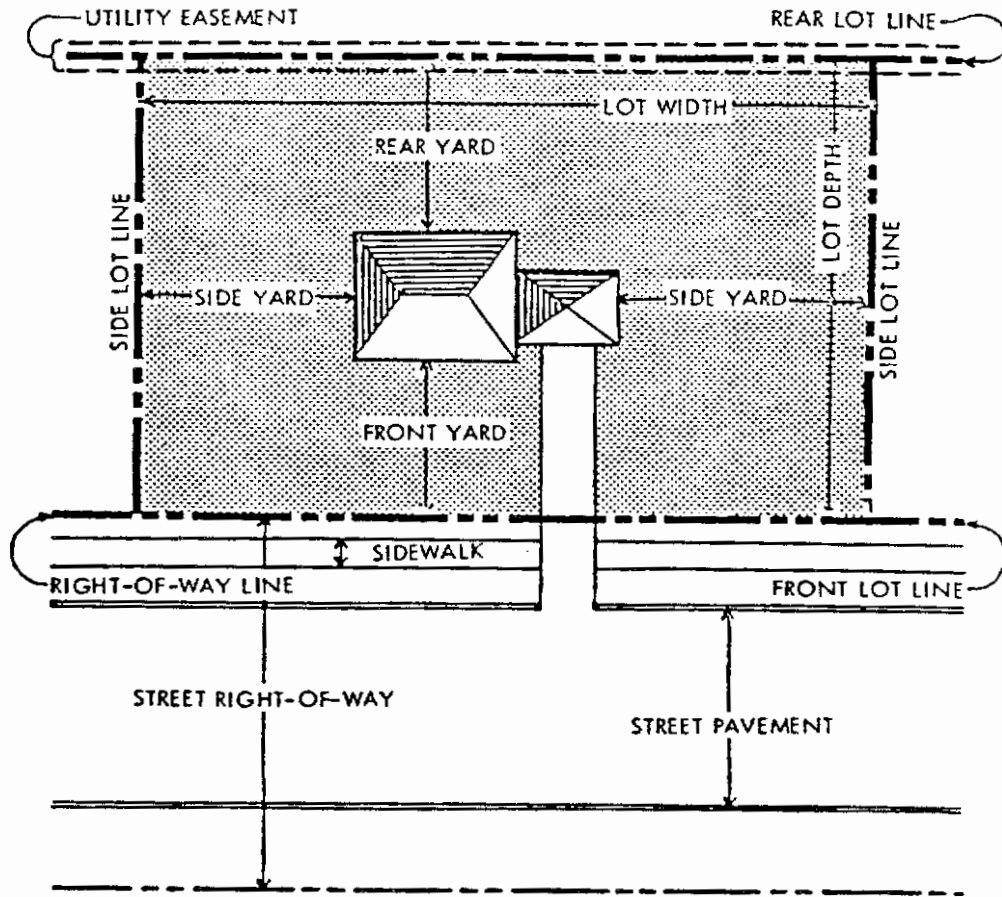 UTILITY EASEMENT
REAR LOT LINE
LOT WIDTH
REAR YARD
SIDE LOT LINE
LOT DEPTH
SIDE LOT LINE
SIDE YARD
SIDE YARD
FRONT YARD
SIDEWALK
RIGHT-OF-WAY LINE
FRONT LOT LINE
STREET RIGHT-OF-WAY
STREET PAVEMENT